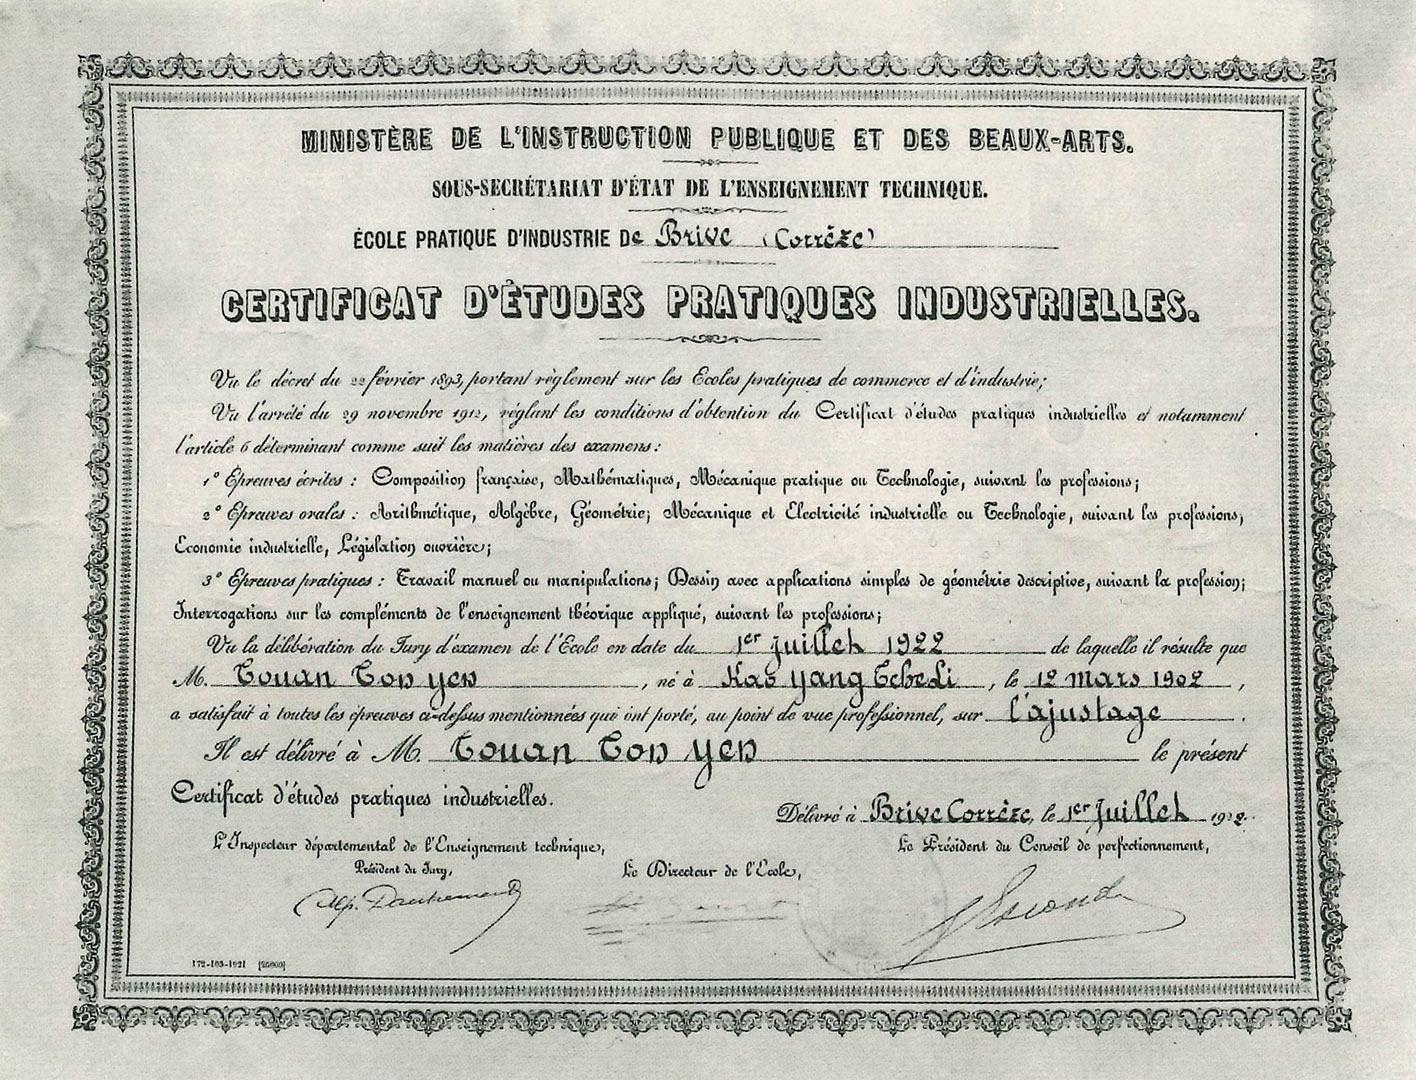 MINISTÈRE DE L'INSTRUCTION PUBLIQUE ET DES BEAUX-ARTS.
SOUS-SECRÉTARIAT D'ÉTAT DE L'ENSEIGNEMENT TECHNIQUE.
ÉCOLE PRATIQUE D'INDUSTRIE De Brive (Corrèze)
CERTIFICAT D'ÉTUDES PRATIQUES INDUSTRIELLES.
Vu le décret du 22 février 1893, portant règlement sur les Ecoles pratiques de commerce et d'industrie;
Vu l'arrêté du 29 novembre 1912, réglant les conditions d'obtention du Certificat d'études pratiques industrielles et notamment
l'article 6 déterminant comme suit les matières des examens :
1° Épreuves écrites : Composition française, Mathématiques, Mécanique pratique ou Technologie, suivant les professions;
2° Épreuves orales : Arithmétique, Algèbre, Géométrie; Mécanique et Electricité industrielle ou Technologie, suivant les professions;
Economie industrielle, Législation ouvrière;
3° Épreuves pratiques : Travail manuel ou manipulations; Dessin avec applications simples de géométrie descriptive, suivant la profession;
Interrogations sur les compléments de l'enseignement théorique appliqué, suivant les professions;
Vu la délibération du Jury d'examen de l'École en date du 1er Juillet 1922 de laquelle il résulte que
M. Touan Ton yen, né à Kao yang Tcheli, le 12 mars 1902,
a satisfait à toutes les épreuves ci-dessus mentionnées qui ont porté, au point de vue professionnel, sur l'ajustage.
Il est délivré à M. Touan Ton yen le présent
Certificat d'études pratiques industrielles.
Délivré à Brive Corrèze, le 1er Juillet 1922.
L'Inspecteur départemental de l'Enseignement technique,
Président du Jury,
Le Directeur de l'École,
Le Président du Conseil de perfectionnement,
172-105-1921 [25000]